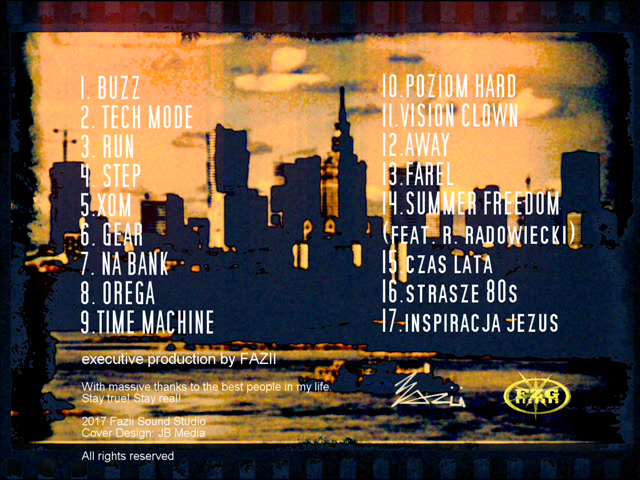 1. BUZZ
2. TECH MODE
3. RUN
4. STEP
5.XOM
6. GEAR
7. NA BANK
8. OREGA
9.TIME MACHINE
10.POZIOM HARD
11.VISION CLOWN
12.AWAY
13.FAREL
14.SUMMER FREEDOM
(FEAT. R. RADOWIECKI)
15.CZAS LATA
16.STRASZE 80s
17.INSPIRACJA JEZUS
executive production by FAZII
With massive thanks to the best people in my life.
Stay true! Stay real!
2017 Fazii Sound Studio
Cover Design: JB Media
All rights reserved
Fazii